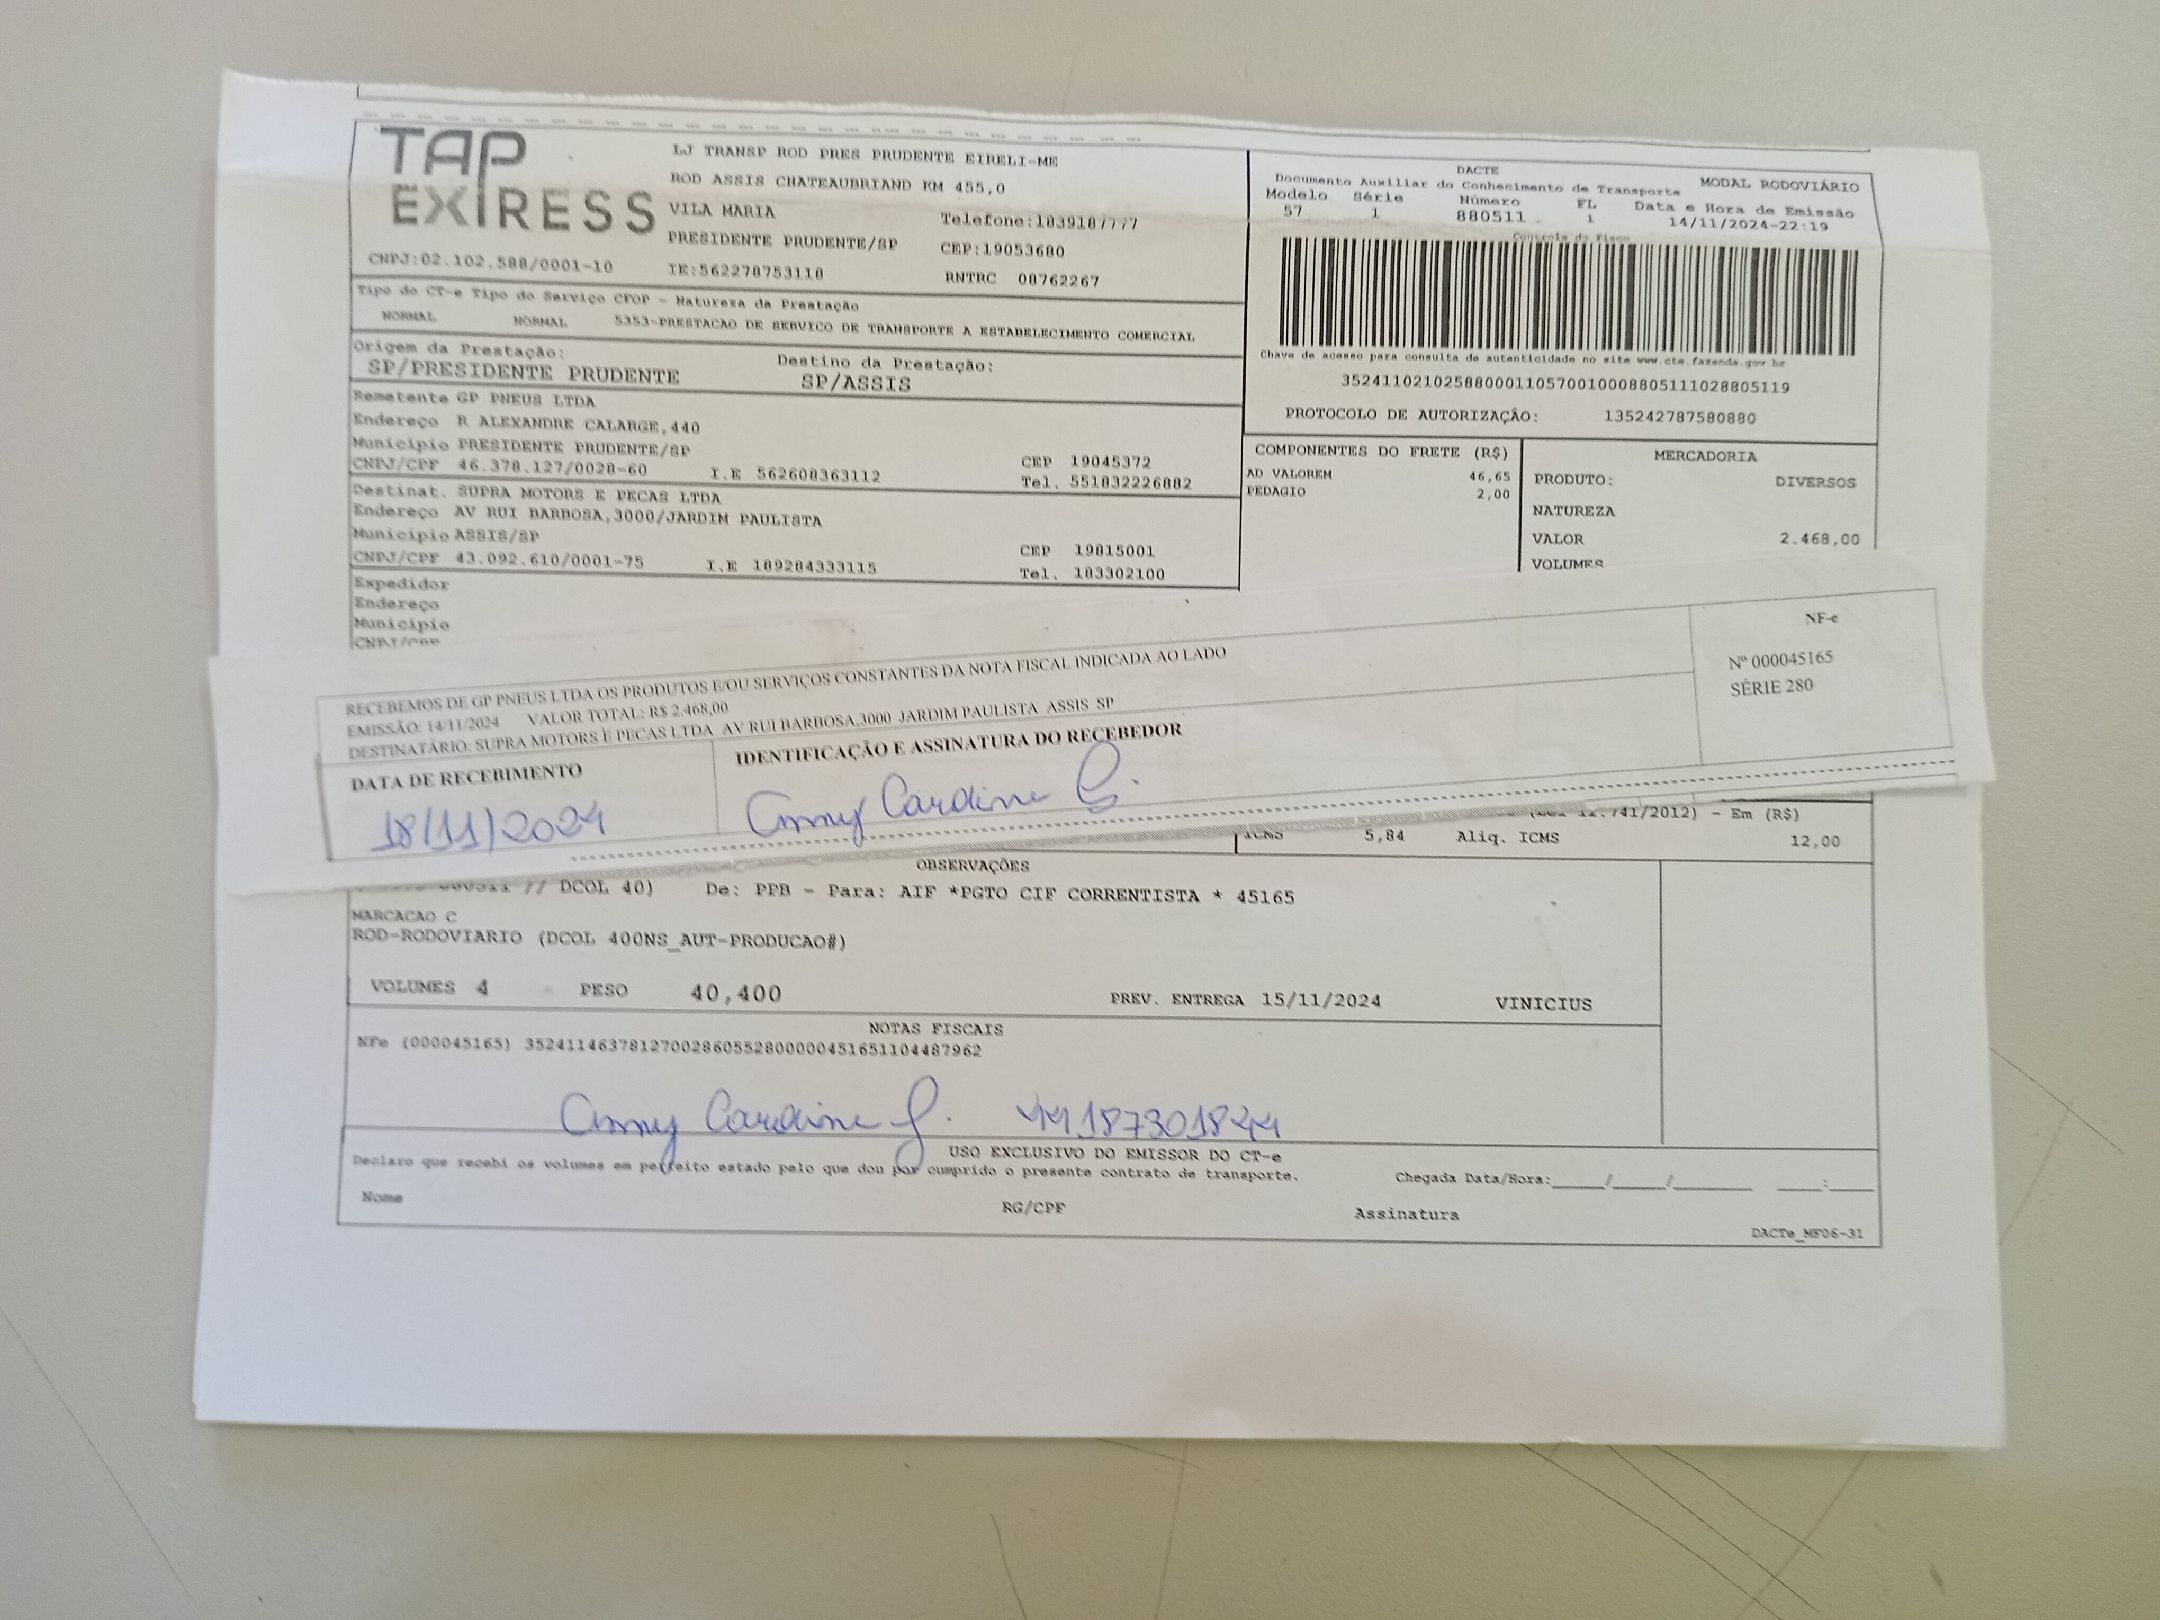 TAP
EXPRESS
LJ TRANSP ROD PRES PRUDENTE EIRELI-ME
ROD ASSIS CHATEAUBRIAND KM 455,0
VILA MARIA
Telefone:1839187777
PRESIDENTE PRUDENTE/SP
CEP:19053680
CNPJ:02.102.588/0001-10
IE:562278753110
RNTRC 08762267
DACTE
Documento Auxiliar do Conhecimento de Transporte
MODAL RODOVIÁRIO
Modelo Série Número FL Data e Hora de Emissão
57 1 880511 1 14/11/2024-22:19
Controle do Fisco
Chave de acesso para consulta de autenticidade no site www.cte.fazenda.gov.br
35241102102588000110570010008805111028805119
PROTOCOLO DE AUTORIZAÇÃO: 135242787580880
Tipo do CT-e Tipo do Serviço CFOP - Natureza da Prestação
NORMAL NORMAL 5353-PRESTACAO DE SERVICO DE TRANSPORTE A ESTABELECIMENTO COMERCIAL
Origem da Prestação: Destino da Prestação:
SP/PRESIDENTE PRUDENTE SP/ASSIS
Remetente GP PNEUS LTDA
Endereço R ALEXANDRE CALARGE,440
Município PRESIDENTE PRUDENTE/SP
CEP 19045372
CNPJ/CPF 46.378.127/0028-60 I.E 562608363112 Tel. 551832226882
Destinat. SUPRA MOTORS E PECAS LTDA
Endereço AV RUI BARBOSA,3000/JARDIM PAULISTA
Município ASSIS/SP
CEP 19815001
CNPJ/CPF 43.092.610/0001-75 I.E 189284333115 Tel. 183302100
Expedidor
Endereço
Município
CNPJ/CPF
COMPONENTES DO FRETE (R$)
AD VALOREM 46,65
PEDAGIO 2,00
MERCADORIA
PRODUTO: DIVERSOS
NATUREZA
VALOR 2.468,00
VOLUMES
RECEBEMOS DE GP PNEUS LTDA OS PRODUTOS E/OU SERVIÇOS CONSTANTES DA NOTA FISCAL INDICADA AO LADO
EMISSÃO: 14/11/2024 VALOR TOTAL: R$ 2.468,00
DESTINATÁRIO: SUPRA MOTORS E PECAS LTDA AV RUI BARBOSA,3000 JARDIM PAULISTA ASSIS SP
NF-e
Nº 000045165
SÉRIE 280
DATA DE RECEBIMENTO
18/11/2024
IDENTIFICAÇÃO E ASSINATURA DO RECEBEDOR
12.741/2012) - Em (R$)
ICMS 5,84 Aliq. ICMS 12,00
OBSERVAÇÕES
// DCOL 40) De: PPB - Para: AIF *PGTO CIF CORRENTISTA * 45165
MARCACAO C
ROD-RODOVIARIO (DCOL 400NS_AUT-PRODUCAO#)
VOLUMES 4 PESO 40,400 PREV. ENTREGA 15/11/2024 VINICIUS
NOTAS FISCAIS
NFe (000045165) 35241146378127002860552800000451651104487962
USO EXCLUSIVO DO EMISSOR DO CT-e
Declaro que recebi os volumes em perfeito estado pelo que dou por cumprido o presente contrato de transporte.
Chegada Data/Hora:____/____/______ ____:____
Nome RG/CPF Assinatura
DACTe_MF06-31